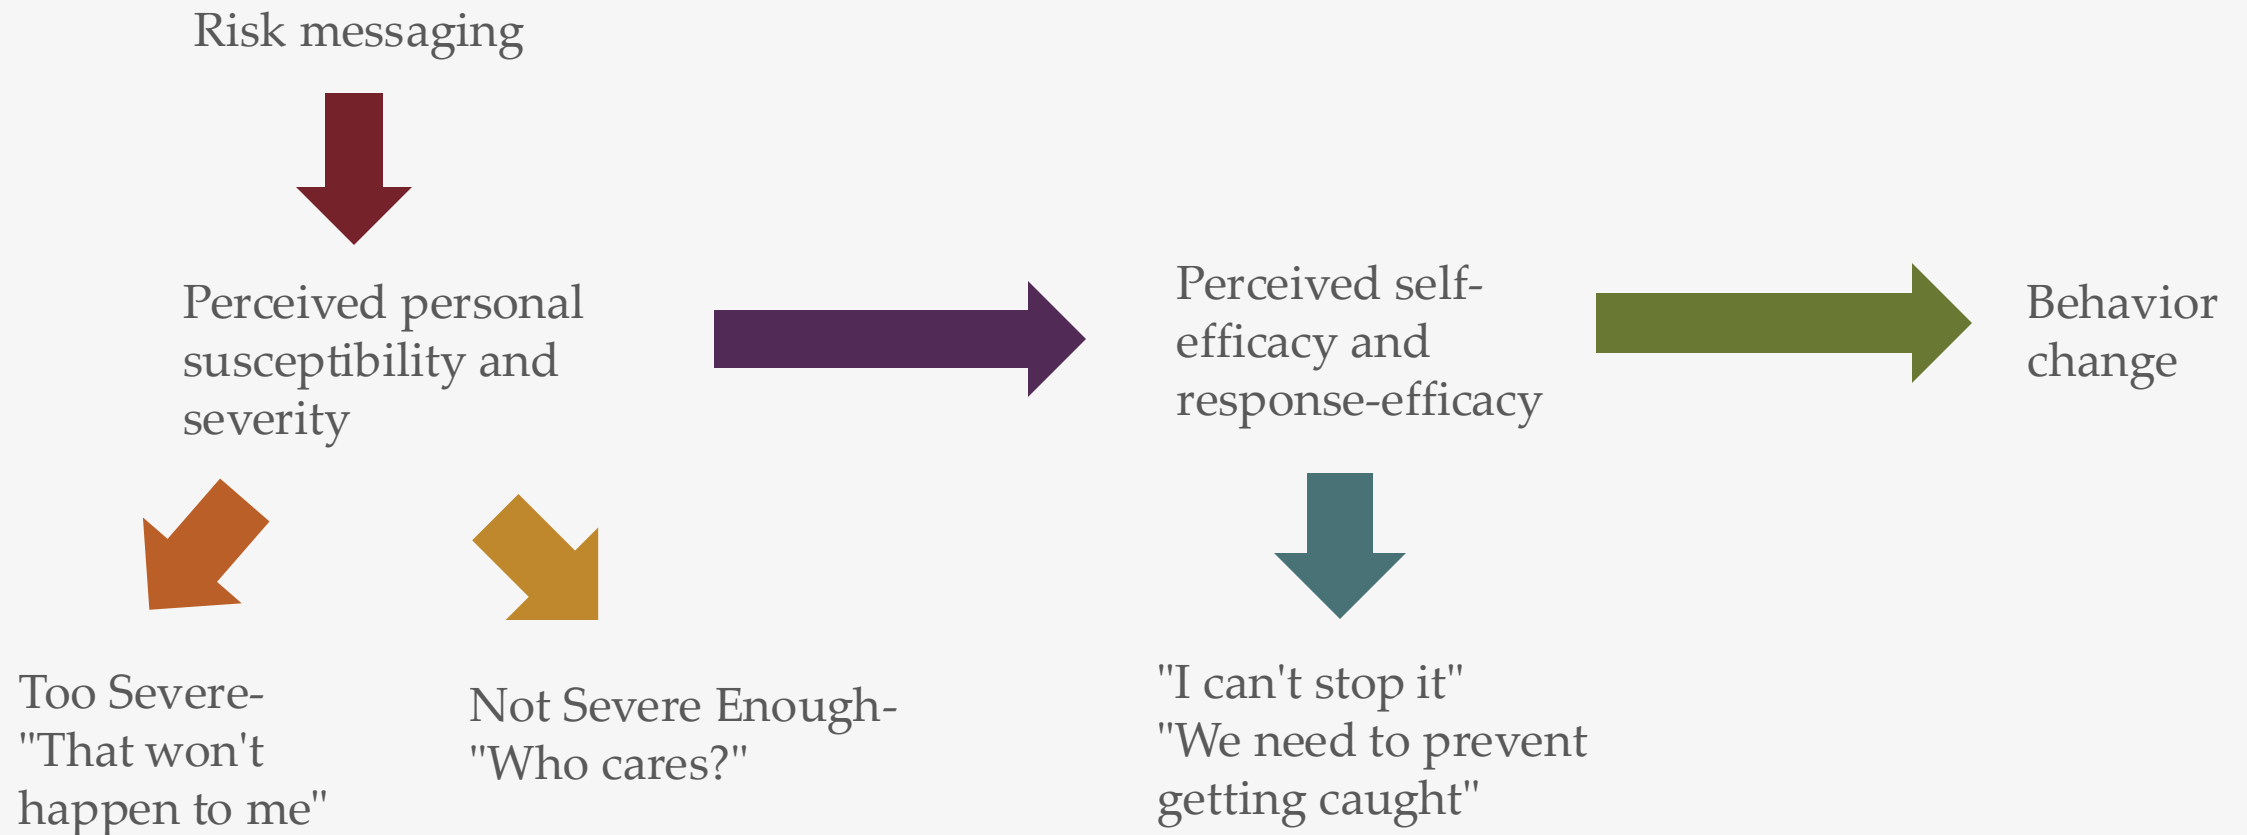 Risk messaging
Perceived personal
susceptibility and
severity
Perceived self-
efficacy and
response-efficacy
Behavior
change
Too Severe-
"That won't
happen to me"
Not Severe Enough-
"Who cares?"
"I can't stop it"
"We need to prevent
getting caught"